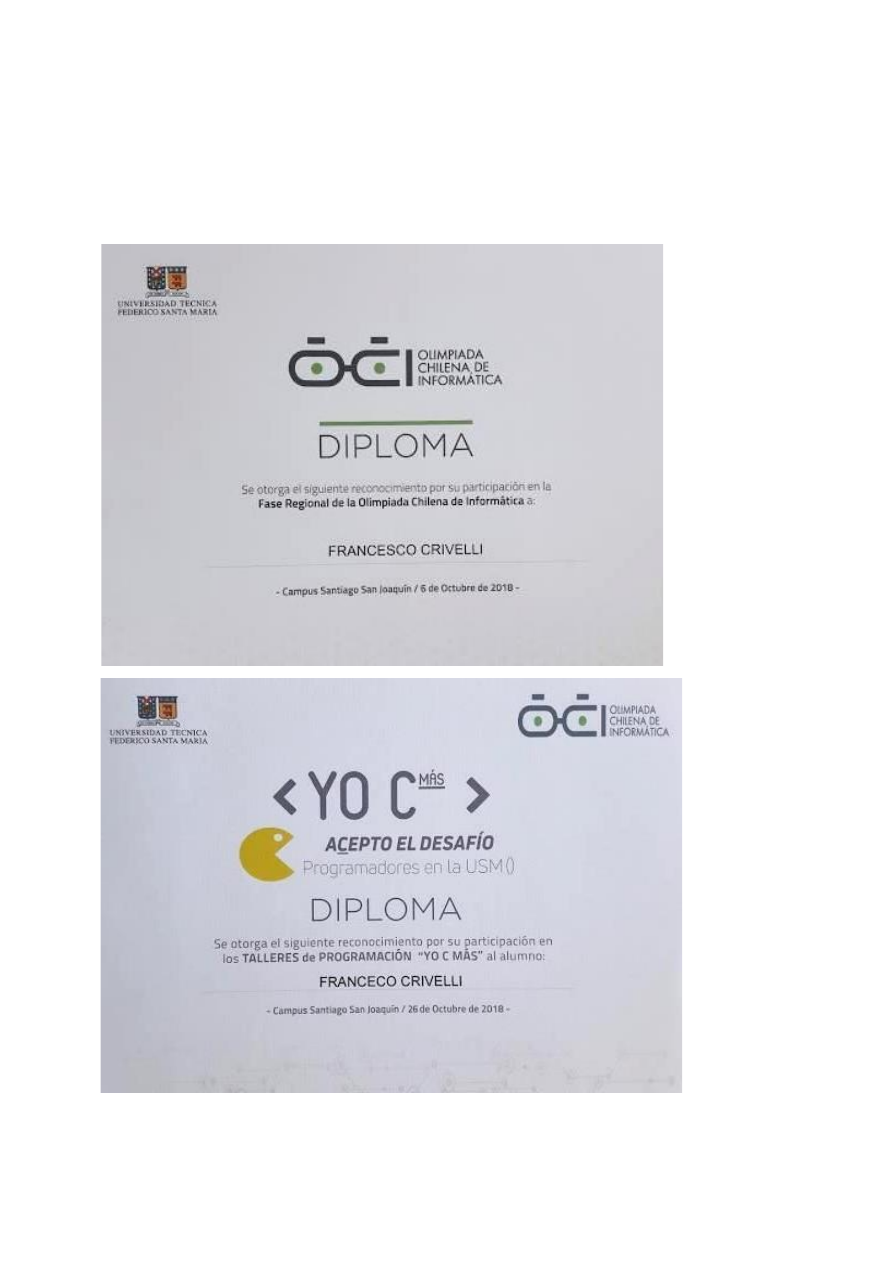 UNIVERSIDAD TECNICA
FEDERICO SANTA MARIA
OLIMPIADA
CHILENA DE
INFORMÁTICA
DIPLOMA
Se otorga el siguiente reconocimiento por su participación en la
Fase Regional de la Olimpiada Chilena de Informática a:
FRANCESCO CRIVELLI
- Campus Santiago San Joaquín / 6 de Octubre de 2018 -
UNIVERSIDAD TECNICA
FEDERICO SANTA MARIA
OLIMPIADA
CHILENA DE
INFORMÁTICA
<YO C MÁS >
ACEPTO EL DESAFÍO
Programadores en la USM()
DIPLOMA
Se otorga el siguiente reconocimiento por su participación en
los TALLERES de PROGRAMACIÓN "YO C MÁS" al alumno:
FRANCECO CRIVELLI
- Campus Santiago San Joaquín / 26 de Octubre de 2018 -